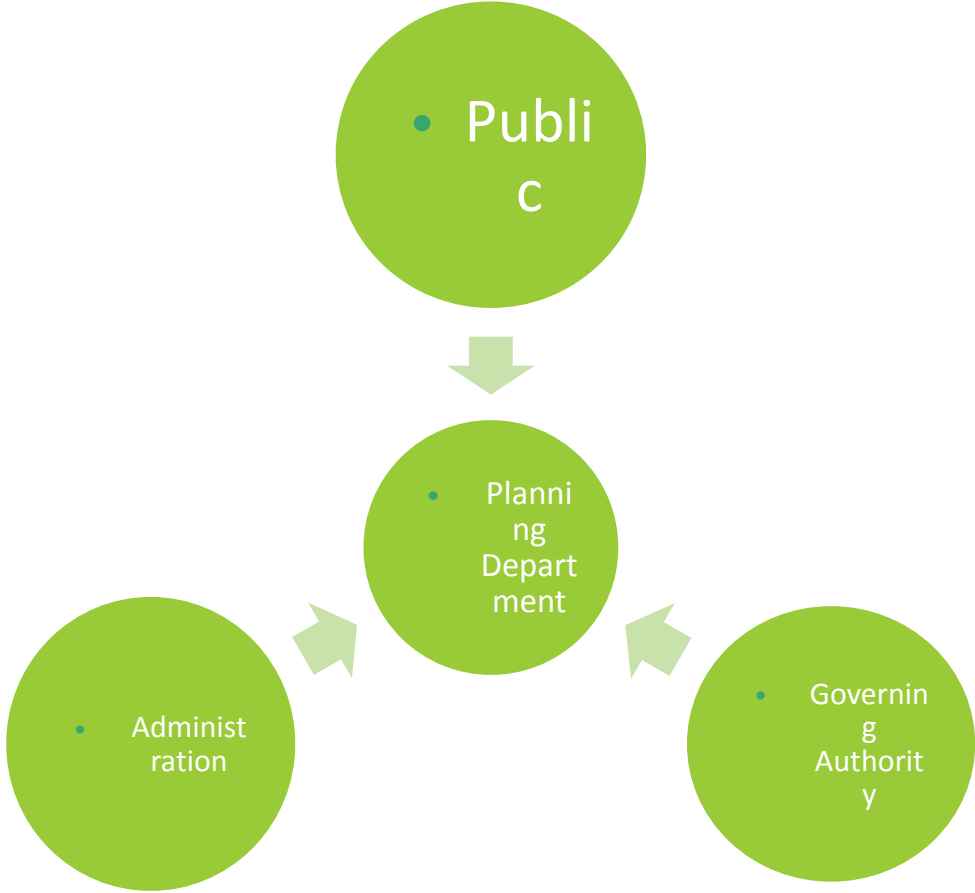 • Publi
c
• Planni
ng
Depart
ment
• Administ
ration
• Governin
g
Authorit
y